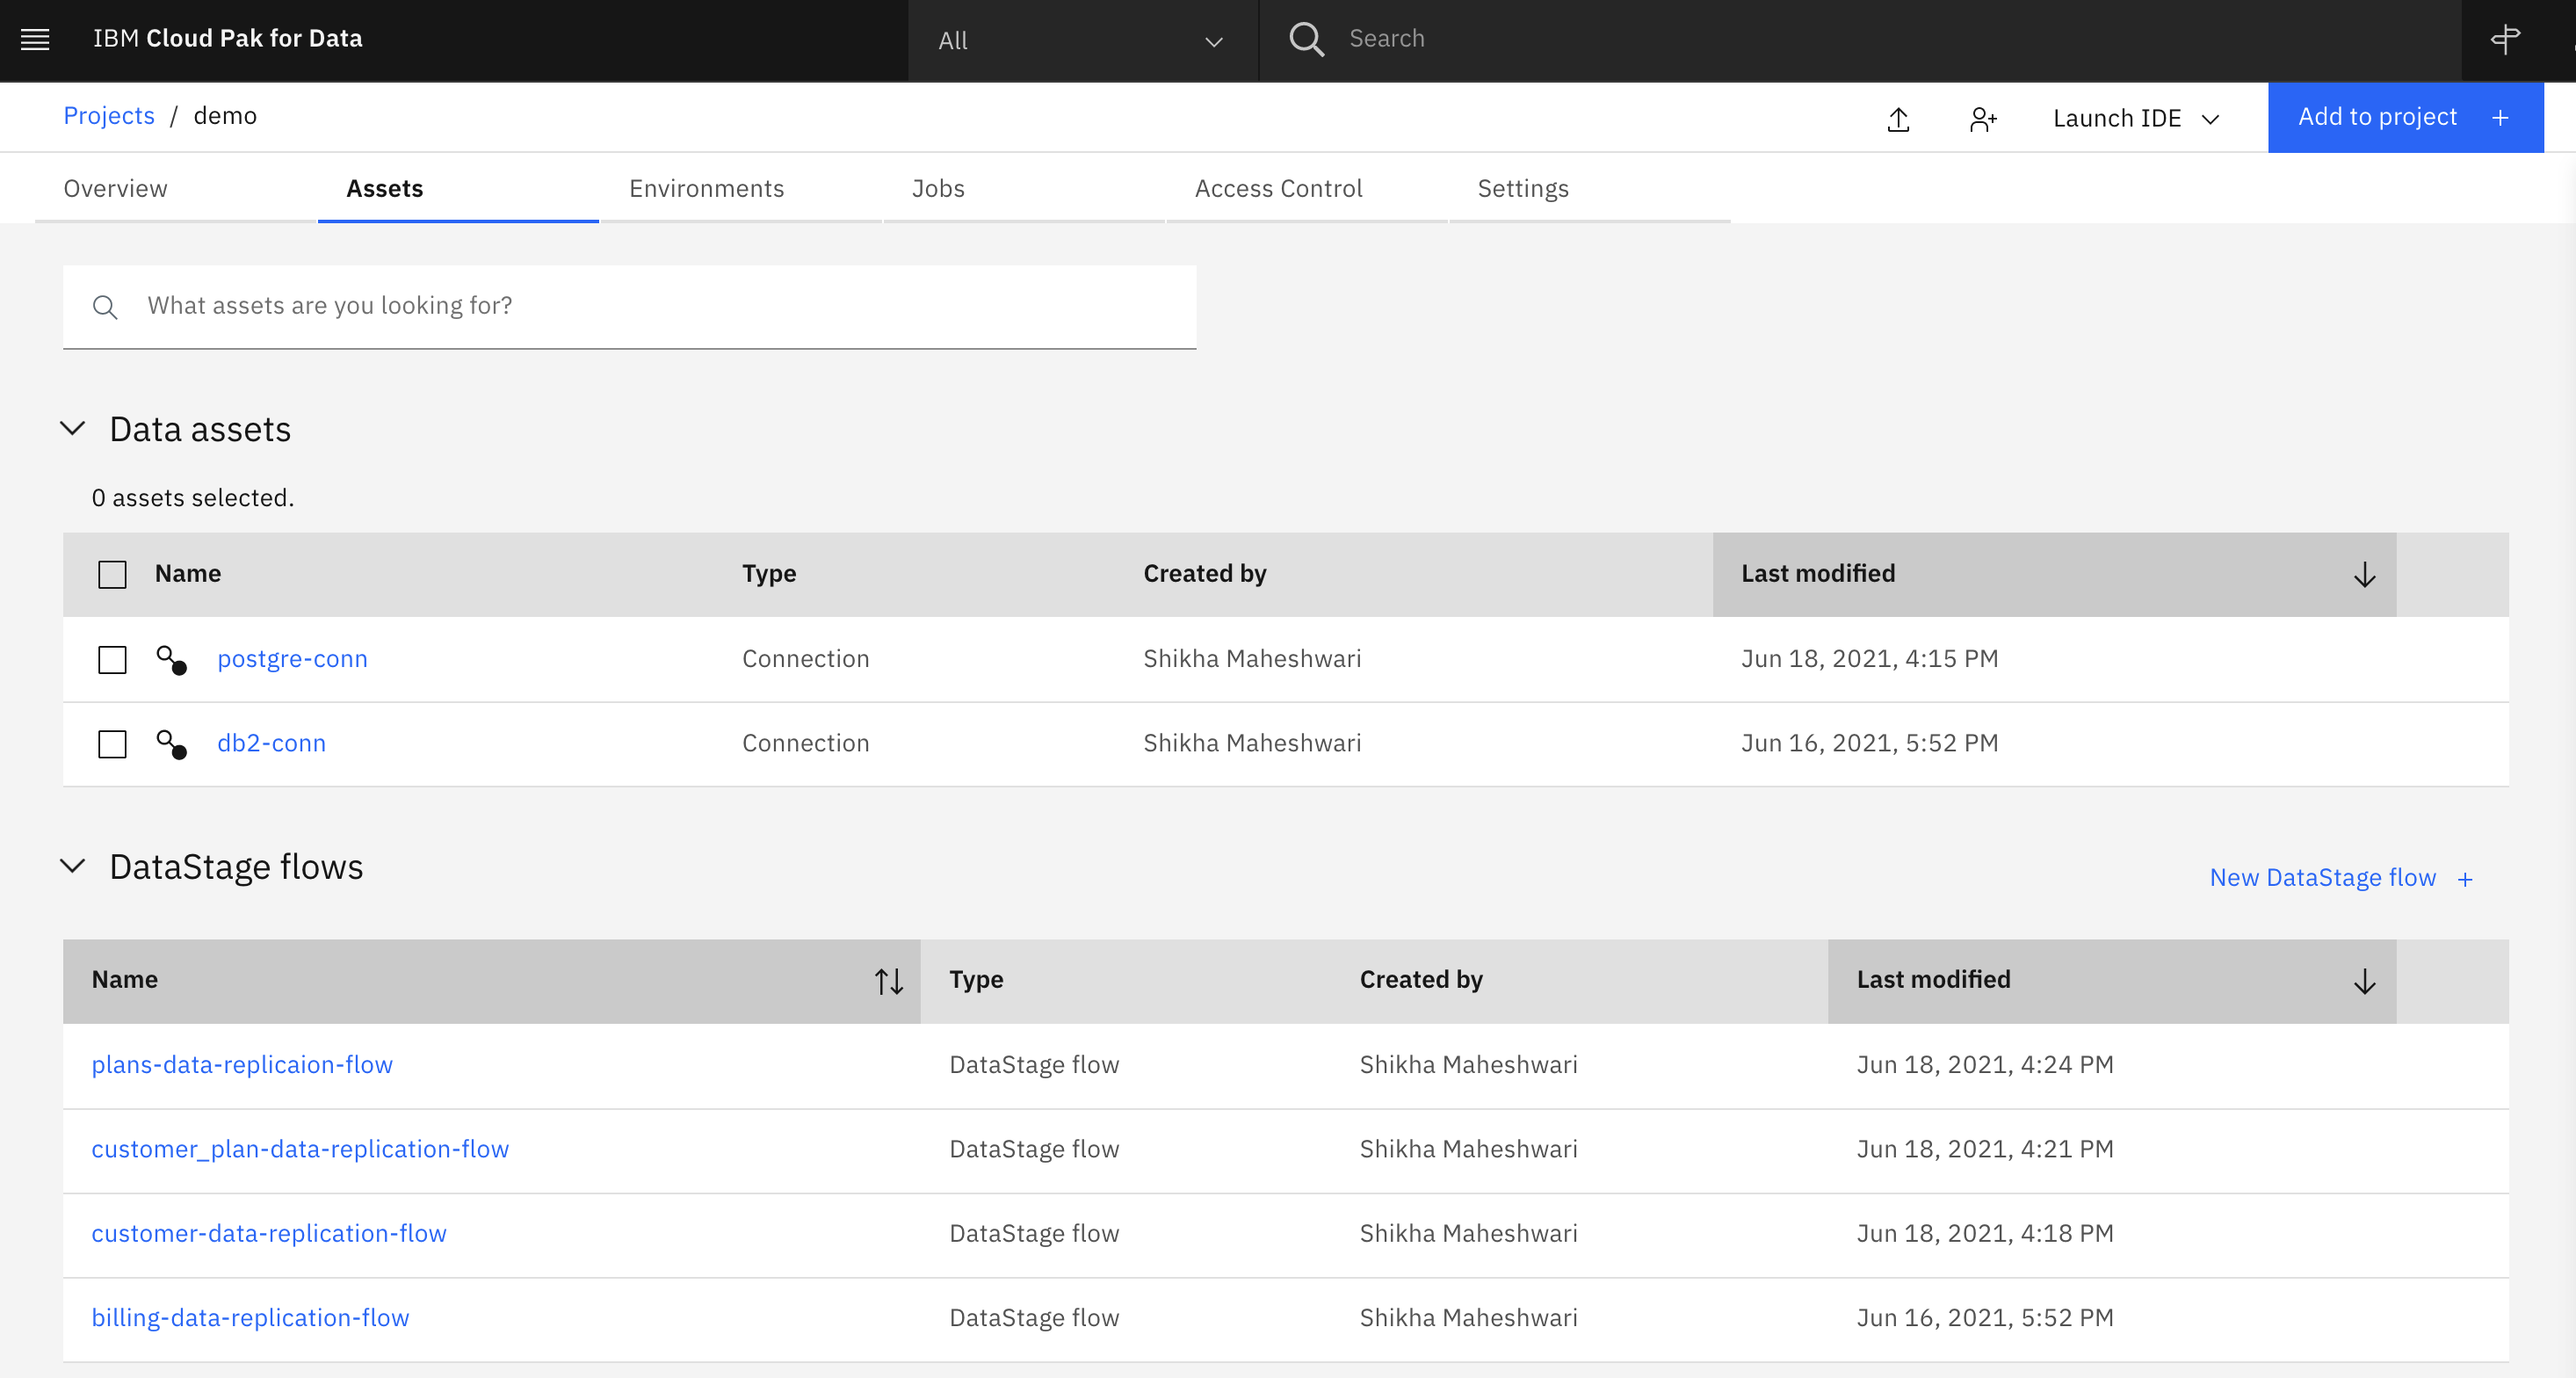 IBM Cloud Pak for Data All Search
Projects / demo Launch IDE Add to project +
Overview Assets Environments Jobs Access Control Settings
What assets are you looking for?
Data assets
0 assets selected.
Name Type Created by Last modified
postgre-conn Connection Shikha Maheshwari Jun 18, 2021, 4:15 PM
db2-conn Connection Shikha Maheshwari Jun 16, 2021, 5:52 PM
DataStage flows
New DataStage flow +
Name Type Created by Last modified
plans-data-replicaion-flow DataStage flow Shikha Maheshwari Jun 18, 2021, 4:24 PM
customer_plan-data-replication-flow DataStage flow Shikha Maheshwari Jun 18, 2021, 4:21 PM
customer-data-replication-flow DataStage flow Shikha Maheshwari Jun 18, 2021, 4:18 PM
billing-data-replication-flow DataStage flow Shikha Maheshwari Jun 16, 2021, 5:52 PM